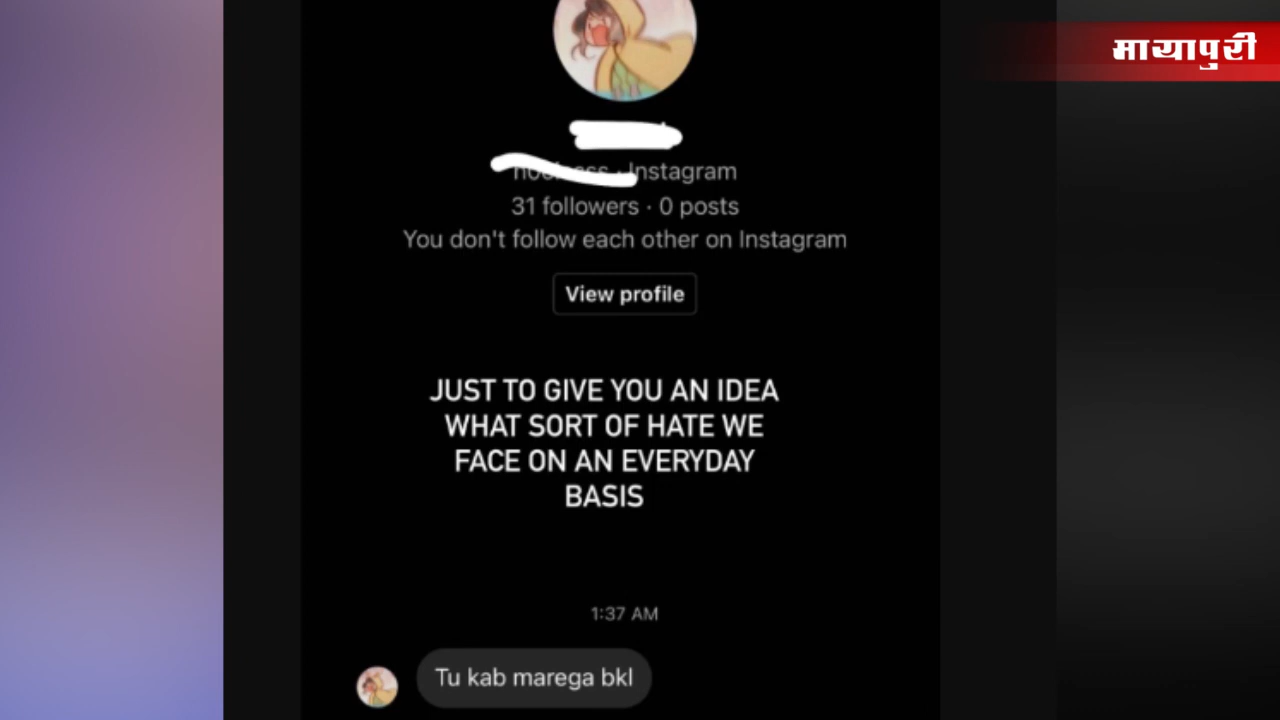 मायापुरी
Instagram
31 followers · 0 posts
You don't follow each other on Instagram
View profile
JUST TO GIVE YOU AN IDEA
WHAT SORT OF HATE WE
FACE ON AN EVERYDAY
BASIS
1:37 AM
Tu kab marega bkl